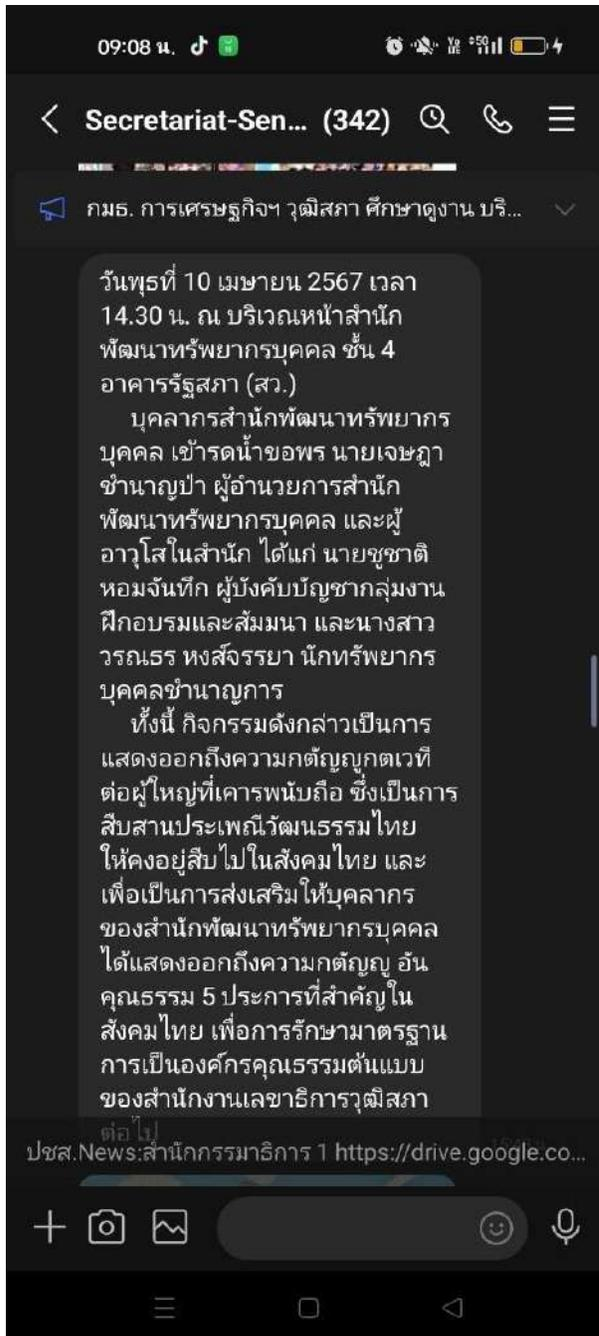 09:08 น.
Secretariat-Sen... (342)
กมธ. การเศรษฐกิจฯ วุฒิสภา ศึกษาดูงาน บริ...
วันพุธที่ 10 เมษายน 2567 เวลา
14.30 น. ณ บริเวณหน้าสำนัก
พัฒนาทรัพยากรบุคคล ชั้น 4
อาคารรัฐสภา (สว.)
บุคลากรสำนักพัฒนาทรัพยากร
บุคคล เข้ารดน้ำขอพร นายเจษฎา
ชำนาญป่า ผู้อำนวยการสำนัก
พัฒนาทรัพยากรบุคคล และผู้
อาวุโสในสำนัก ได้แก่ นายชูชาติ
หอมจันทึก ผู้บังคับบัญชากลุ่มงาน
ฝึกอบรมและสัมมนา และนางสาว
วรณธร หงส์จรรยา นักทรัพยากร
บุคคลชำนาญการ
ทั้งนี้ กิจกรรมดังกล่าวเป็นการ
แสดงออกถึงความกตัญญูกตเวที
ต่อผู้ใหญ่ที่เคารพนับถือ ซึ่งเป็นการ
สืบสานประเพณีวัฒนธรรมไทย
ให้คงอยู่สืบไปในสังคมไทย และ
เพื่อเป็นการส่งเสริมให้บุคลากร
ของสำนักพัฒนาทรัพยากรบุคคล
ได้แสดงออกถึงความกตัญญู อัน
คุณธรรม 5 ประการที่สำคัญใน
สังคมไทย เพื่อการรักษามาตรฐาน
การเป็นองค์กรคุณธรรมต้นแบบ
ของสำนักงานเลขาธิการวุฒิสภา
ต่อไป
ปชส.News:สำนักกรรมาธิการ 1 https://drive.google.co...